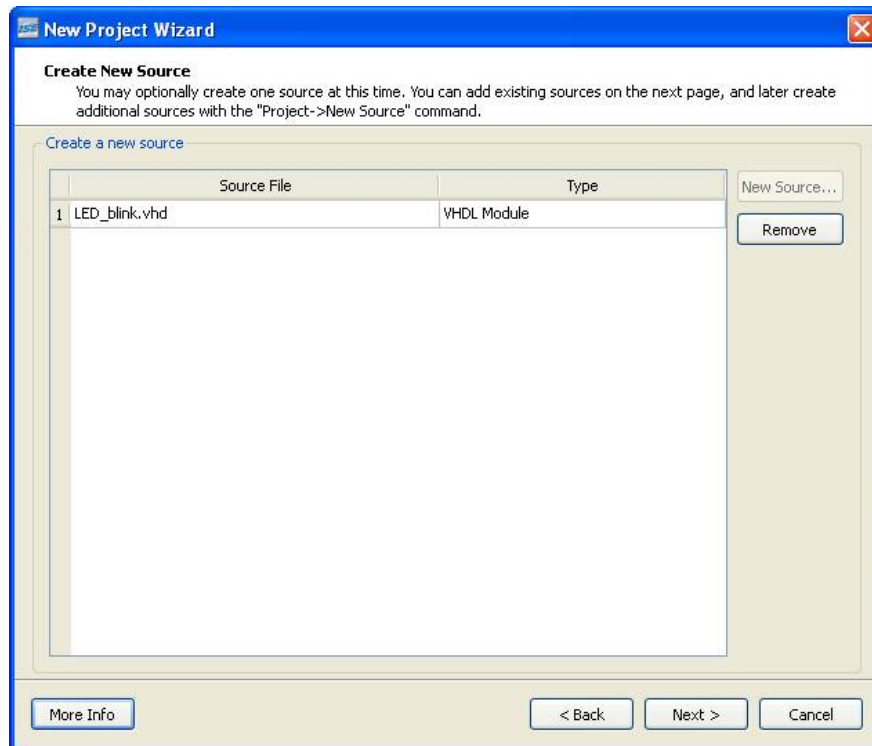 ISE New Project Wizard
Create New Source
You may optionally create one source at this time. You can add existing sources on the next page, and later create
additional sources with the "Project->New Source" command.
Create a new source
Source File Type New Source...
1 LED_blink.vhd VHDL Module
Remove
More Info < Back Next > Cancel